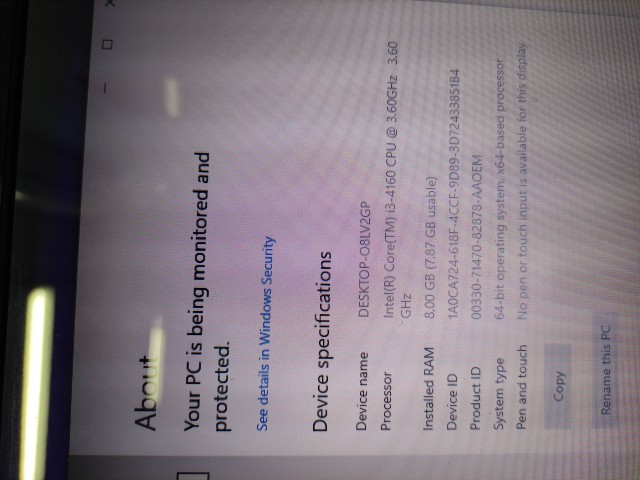 About
Your PC is being monitored and
protected.
See details in Windows Security
Device specifications
Device name DESKTOP-O8LV2GP
Processor Intel(R) Core(TM) i3-4160 CPU @ 3.60GHz 3.60
GHz
Installed RAM 8,00 GB (7,87 GB usable)
Device ID 1A0CA724-618F-4CCF-9D89-3D72433851B4
Product ID 00330-71470-82878-AAOEM
System type 64-bit operating system, x64-based processor
Pen and touch No pen or touch input is available for this display
Copy
Rename this PC